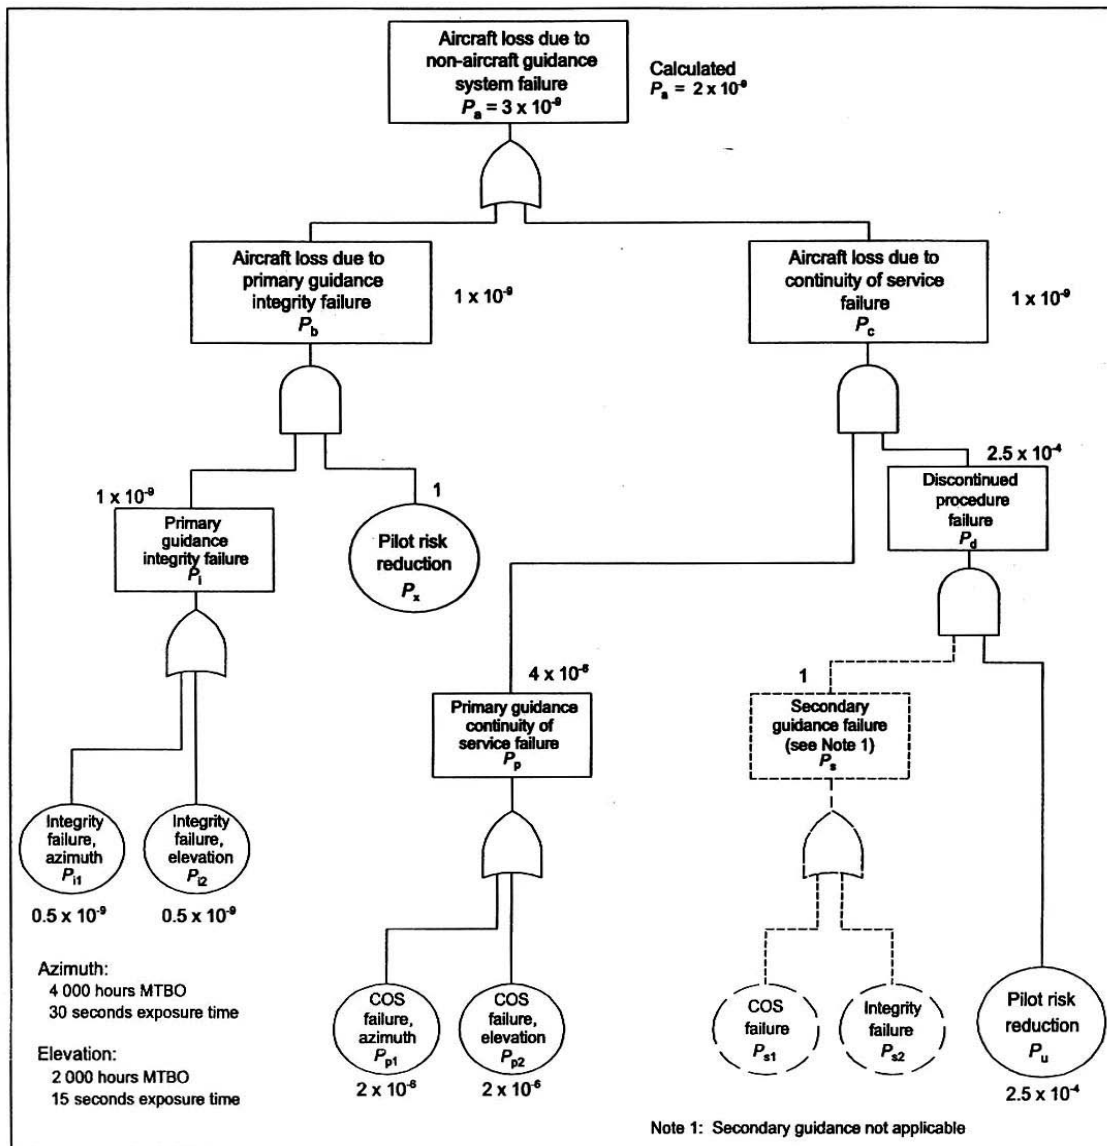 Aircraft loss due to
non-aircraft guidance
system failure
Pa = 3 x 10⁻⁹
Calculated
Pa = 2 x 10⁻⁹
Aircraft loss due to
primary guidance
integrity failure
Pb
1 x 10⁻⁹
Aircraft loss due to
continuity of service
failure
Pc
1 x 10⁻⁹
1 x 10⁻⁹
Primary
guidance
integrity failure
Pi
1
Pilot risk
reduction
Px
2.5 x 10⁻⁴
Discontinued
procedure
failure
Pd
4 x 10⁻⁶
Primary guidance
continuity of
service failure
Pp
1
Secondary
guidance failure
(see Note 1)
Ps
Integrity
failure,
azimuth
Pi1
0.5 x 10⁻⁹
Integrity
failure,
elevation
Pi2
0.5 x 10⁻⁹
Azimuth:
4 000 hours MTBO
30 seconds exposure time
Elevation:
2 000 hours MTBO
15 seconds exposure time
COS
failure,
azimuth
Pp1
2 x 10⁻⁶
COS
failure,
elevation
Pp2
2 x 10⁻⁶
COS
failure
Ps1
Integrity
failure
Ps2
Pilot risk
reduction
Pu
2.5 x 10⁻⁴
Note 1: Secondary guidance not applicable